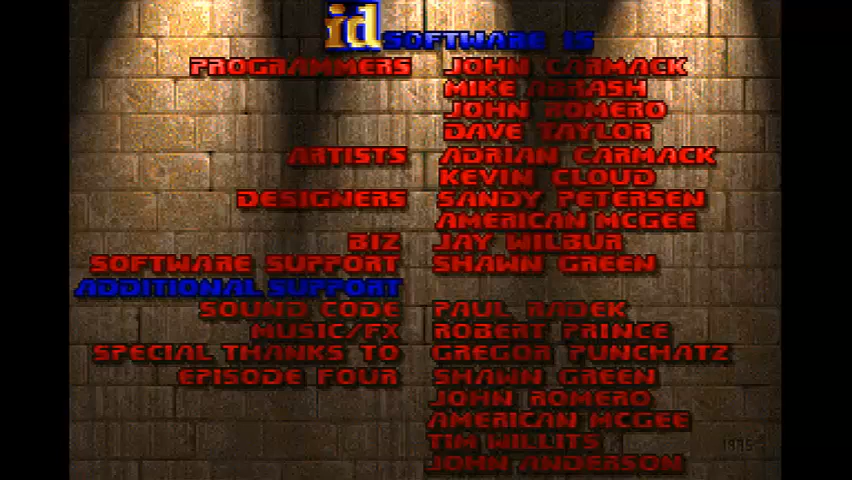 id SOFTWARE IS
PROGRAMMERS JOHN CARMACK
MIKE ABRASH
JOHN ROMERO
DAVE TAYLOR
ARTISTS ADRIAN CARMACK
KEVIN CLOUD
DESIGNERS SANDY PETERSEN
AMERICAN MCGEE
BIZ JAY WILBUR
SOFTWARE SUPPORT SHAWN GREEN
ADDITIONAL SUPPORT
SOUND CODE PAUL RADEK
MUSIC/FX ROBERT PRINCE
SPECIAL THANKS TO GREGOR PUNCHATZ
EPISODE FOUR SHAWN GREEN
JOHN ROMERO
AMERICAN MCGEE
TIM WILLITS
1995
JOHN ANDERSON